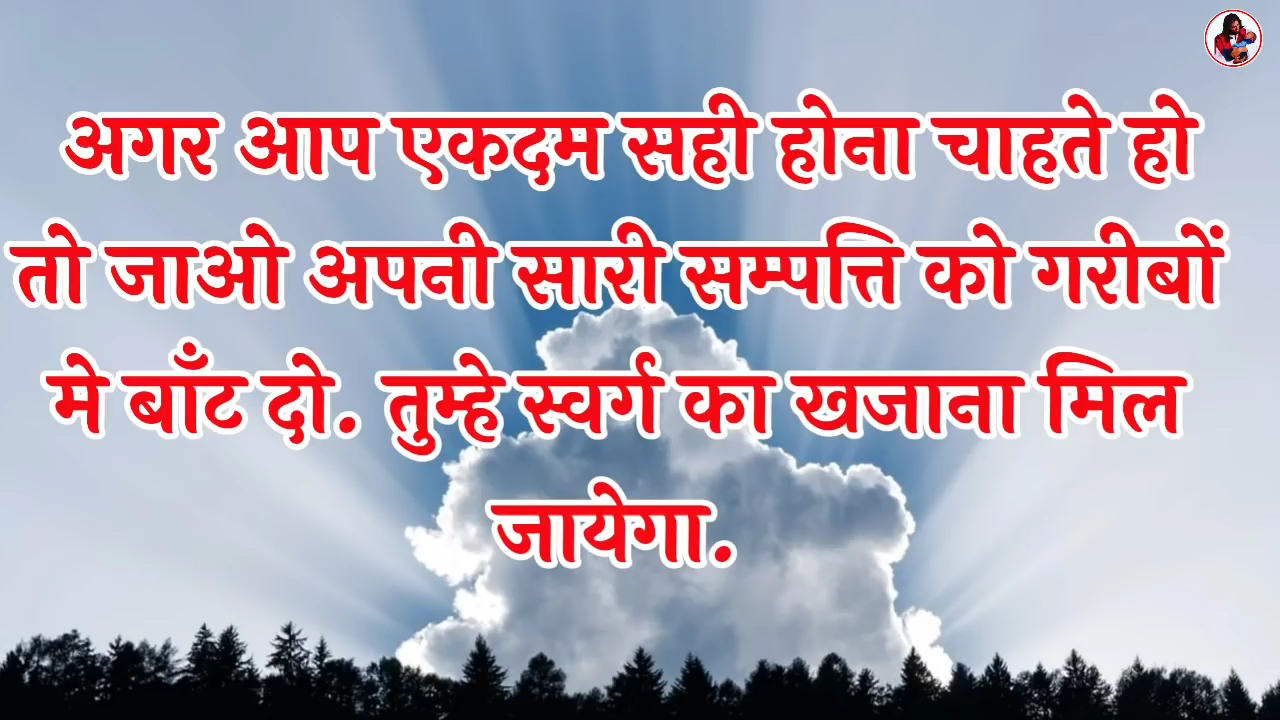 अगर आप एकदम सही होना चाहते हो
तो जाओ अपनी सारी सम्पत्ति को गरीबों
मे बाँट दो. तुम्हे स्वर्ग का खजाना मिल
जायेगा.